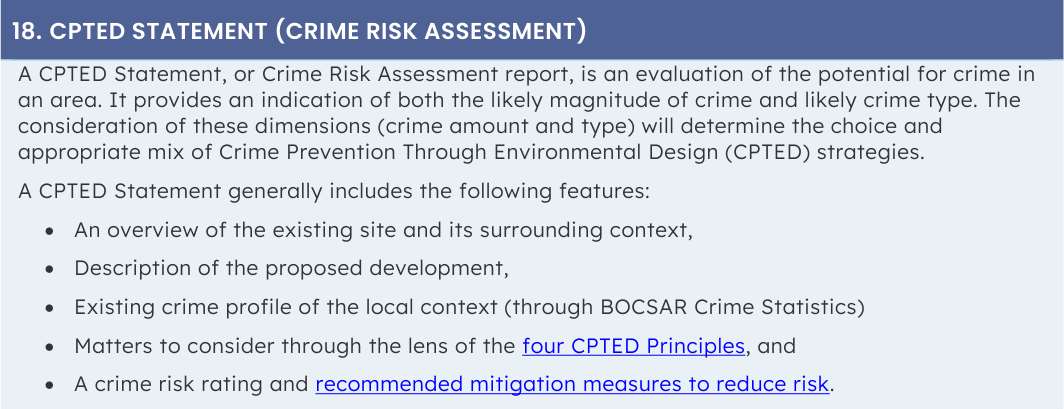 18. CPTED STATEMENT (CRIME RISK ASSESSMENT)
A CPTED Statement, or Crime Risk Assessment report, is an evaluation of the potential for crime in
an area. It provides an indication of both the likely magnitude of crime and likely crime type. The
consideration of these dimensions (crime amount and type) will determine the choice and
appropriate mix of Crime Prevention Through Environmental Design (CPTED) strategies.
A CPTED Statement generally includes the following features:
• An overview of the existing site and its surrounding context,
• Description of the proposed development,
• Existing crime profile of the local context (through BOCSAR Crime Statistics)
• Matters to consider through the lens of the four CPTED Principles, and
• A crime risk rating and recommended mitigation measures to reduce risk.